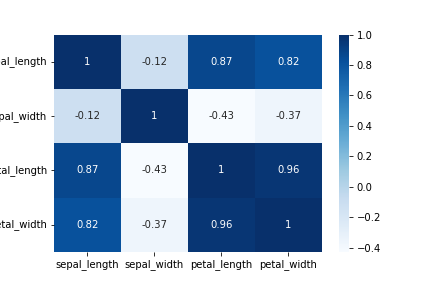 1.0
al_length 1 -0.12 0.87 0.82
0.8
0.6
pal_width -0.12 1 -0.43 -0.37
0.4
0.2
tal_length 0.87 -0.43 1 0.96
0.0
-0.2
etal_width 0.82 -0.37 0.96 1
-0.4
sepal_length sepal_width petal_length petal_width